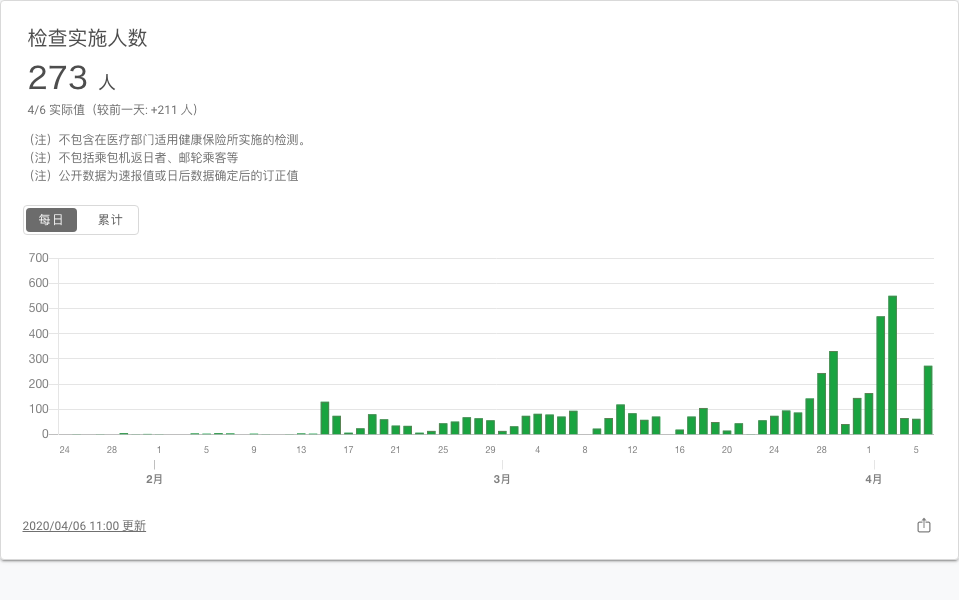 检查实施人数
273 人
4/6 实际值（较前一天: +211 人）
（注）不包含在医疗部门适用健康保险所实施的检测。
（注）不包括乘包机返日者、邮轮乘客等
（注）公开数据为速报值或日后数据确定后的订正值
每日 累计
700
600
500
400
300
200
100
0
24 28 1 5 9 13 17 21 25 29 4 8 12 16 20 24 28 1 5
2月 3月 4月
2020/04/06 11:00 更新